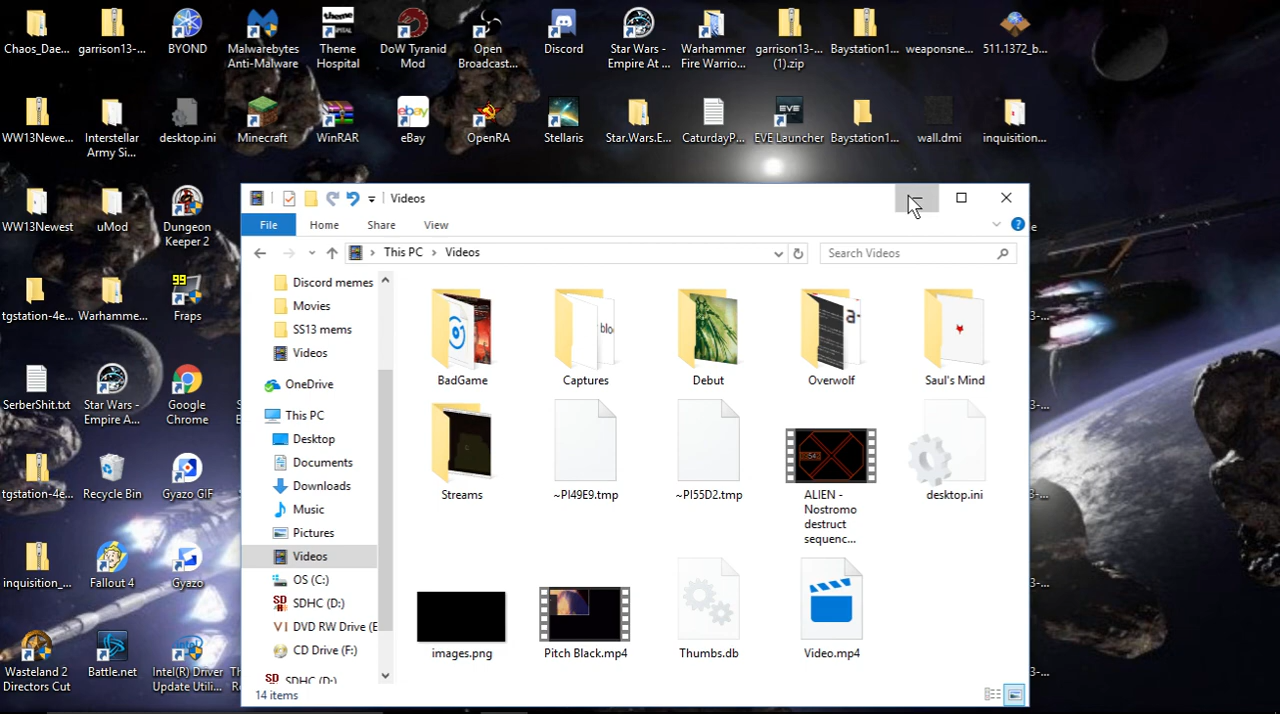 Chaos_Dae...
garrison13-...
BYOND
Malwarebytes
Anti-Malware
Theme
Hospital
DoW Tyranid
Mod
Open
Broadcast...
Discord
Star Wars -
Empire At ...
Warhammer
Fire Warrio...
garrison13-...
(1).zip
Baystation1...
weaponsne...
511.1372_b...
WW13Newe...
Interstellar
Army Si...
desktop.ini
Minecraft
WinRAR
eBay
OpenRA
Stellaris
Star.Wars.E...
CaturdayP...
EVE Launcher
Baystation1...
wall.dmi
inquisition...
WW13Newest
uMod
Dungeon
Keeper 2
tgstation-4e...
Warhamme...
99
Fraps
SerberShit.txt
Star Wars -
Empire A...
Google
Chrome
tgstation-4e...
Recycle Bin
Gyazo GIF
inquisition_...
Fallout 4
Gyazo
Wasteland 2
Directors Cut
Battle.net
Intel(R) Driver
Update Utili...
Videos
File
Home
Share
View
This PC > Videos
Search Videos
Discord memes
Movies
SS13 mems
Videos
OneDrive
This PC
Desktop
Documents
Downloads
Music
Pictures
Videos
OS (C:)
SDHC (D:)
DVD RW Drive (E
CD Drive (F:)
SDHC (D:)
BadGame
Captures
Debut
Overwolf
Saul's Mind
Streams
~PI49E9.tmp
~PI55D2.tmp
ALIEN -
Nostromo
destruct
sequenc...
desktop.ini
images.png
Pitch Black.mp4
Thumbs.db
Video.mp4
14 items